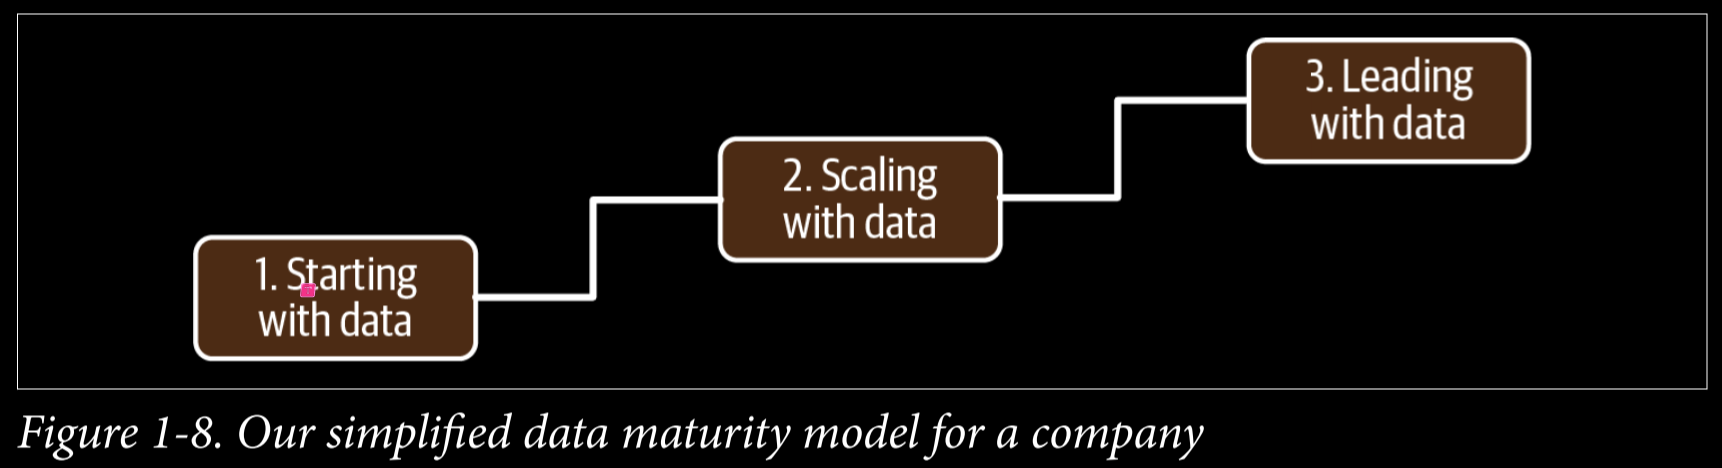 1. Starting
with data
2. Scaling
with data
3. Leading
with data
Figure 1-8. Our simplified data maturity model for a company